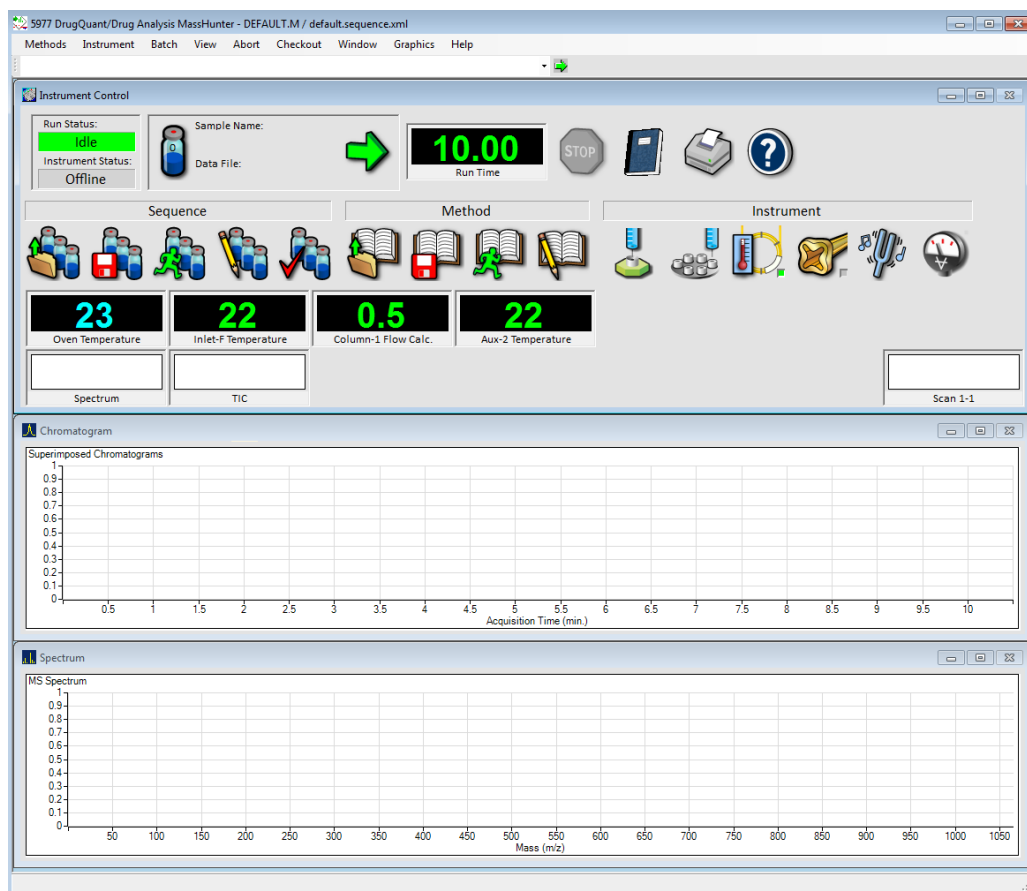 5977 DrugQuant/Drug Analysis MassHunter - DEFAULT.M / default.sequence.xml
Methods Instrument Batch View Abort Checkout Window Graphics Help
Instrument Control
Run Status:
Idle
Instrument Status:
Offline
Sample Name:
Data File:
10.00
Run Time
STOP
Sequence Method Instrument
23 22 0.5 22
Oven Temperature Inlet-F Temperature Column-1 Flow Calc. Aux-2 Temperature
Spectrum TIC Scan 1-1
Chromatogram
Superimposed Chromatograms
1
0.9
0.8
0.7
0.6
0.5
0.4
0.3
0.2
0.1
0
0.5 1 1.5 2 2.5 3 3.5 4 4.5 5 5.5 6 6.5 7 7.5 8 8.5 9 9.5 10
Acquisition Time (min.)
Spectrum
MS Spectrum
1
0.9
0.8
0.7
0.6
0.5
0.4
0.3
0.2
0.1
0
50 100 150 200 250 300 350 400 450 500 550 600 650 700 750 800 850 900 950 1000 1050
Mass (m/z)